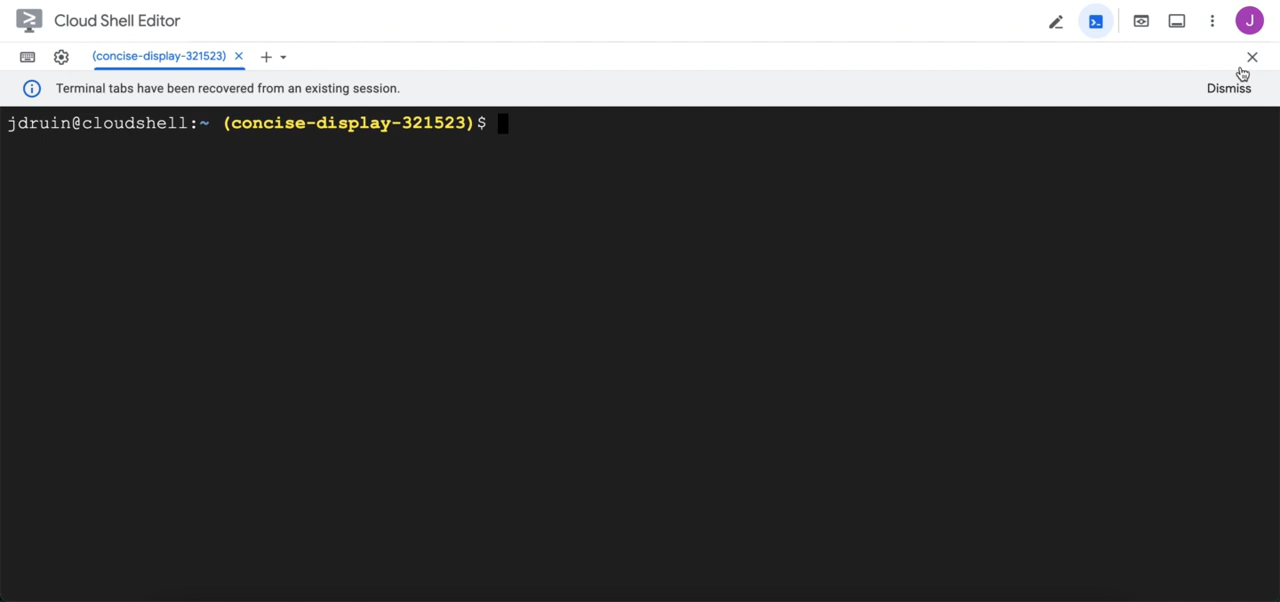 Cloud Shell Editor
J
(concise-display-321523)
Terminal tabs have been recovered from an existing session.
Dismiss
jdruin@cloudshell:~ (concise-display-321523)$